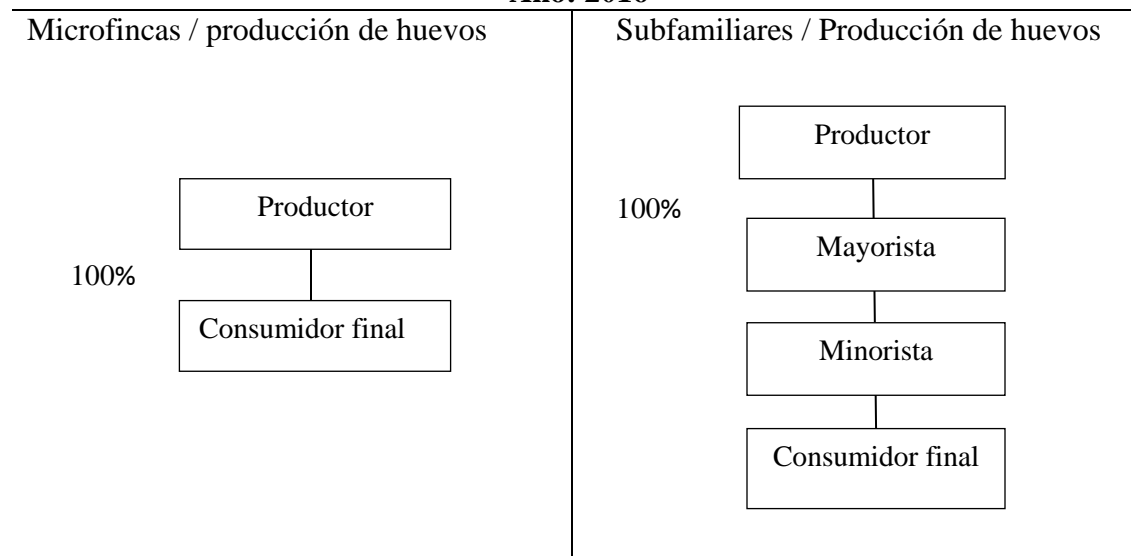 Microfincas / producción de huevos
Productor
100%
Consumidor final
Subfamiliares / Producción de huevos
Productor
100%
Mayorista
Minorista
Consumidor final